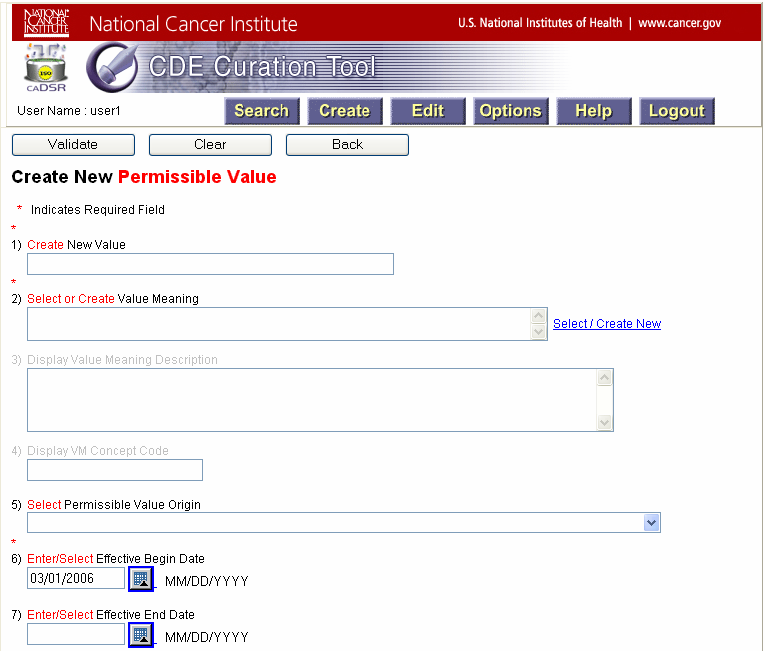 NATIONAL
CANCER
INSTITUTE
National Cancer Institute
U.S. National Institutes of Health | www.cancer.gov
ISO
caDSR
CDE Curation Tool
User Name : user1
Search Create Edit Options Help Logout
Validate Clear Back
Create New Permissible Value
* Indicates Required Field
*
1) Create New Value
*
2) Select or Create Value Meaning
Select / Create New
3) Display Value Meaning Description
4) Display VM Concept Code
5) Select Permissible Value Origin
*
6) Enter/Select Effective Begin Date
03/01/2006 MM/DD/YYYY
7) Enter/Select Effective End Date
MM/DD/YYYY